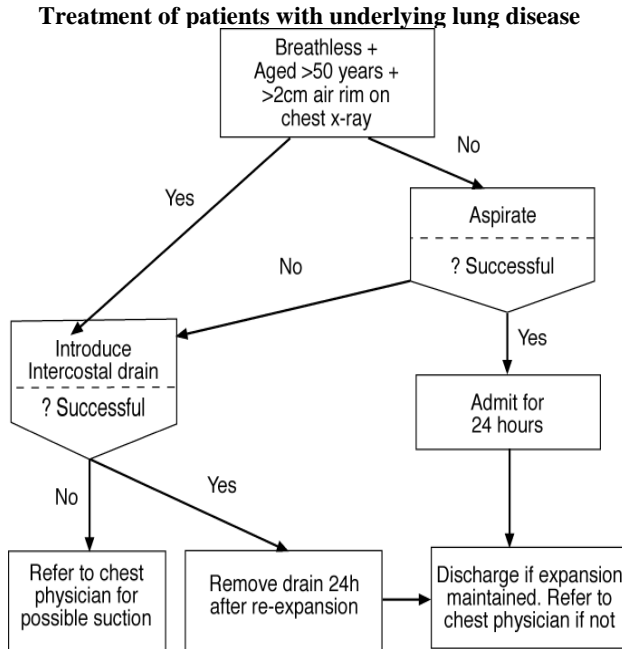 Treatment of patients with underlying lung disease
Breathless +
Aged >50 years +
>2cm air rim on
chest x-ray
No
Yes
Aspirate
? Successful
No
Yes
Introduce
Intercostal drain
? Successful
Admit for
24 hours
No
Yes
Refer to chest
physician for
possible suction
Remove drain 24h
after re-expansion
Discharge if expansion
maintained. Refer to
chest physician if not